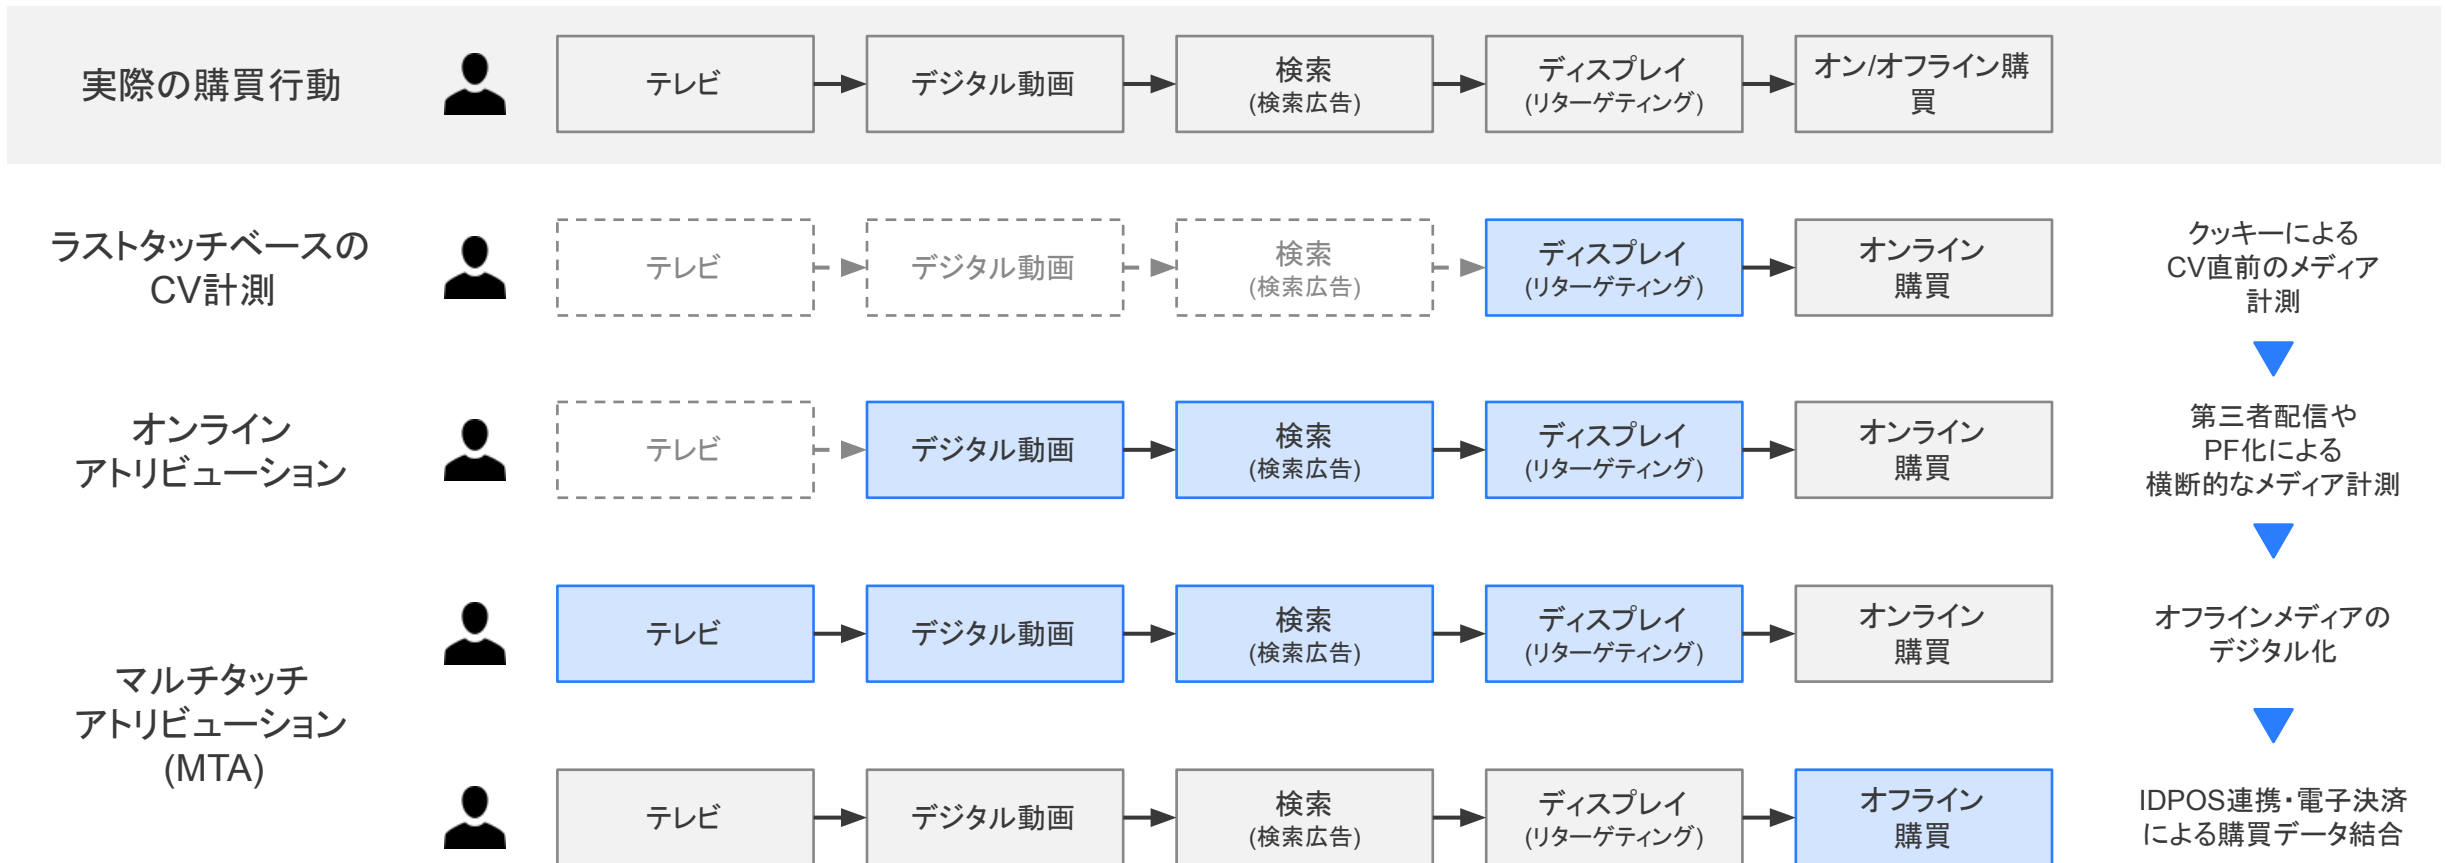 実際の購買行動
テレビ
デジタル動画
検索
(検索広告)
ディスプレイ
(リターゲティング)
オン/オフライン購
買
ラストタッチベースの
CV計測
テレビ
デジタル動画
検索
(検索広告)
ディスプレイ
(リターゲティング)
オンライン
購買
クッキーによる
CV直前のメディア
計測
オンライン
アトリビューション
テレビ
デジタル動画
検索
(検索広告)
ディスプレイ
(リターゲティング)
オンライン
購買
第三者配信や
PF化による
横断的なメディア計測
マルチタッチ
アトリビューション
(MTA)
テレビ
デジタル動画
検索
(検索広告)
ディスプレイ
(リターゲティング)
オンライン
購買
オフラインメディアの
デジタル化
テレビ
デジタル動画
検索
(検索広告)
ディスプレイ
(リターゲティング)
オフライン
購買
IDPOS連携・電子決済
による購買データ結合